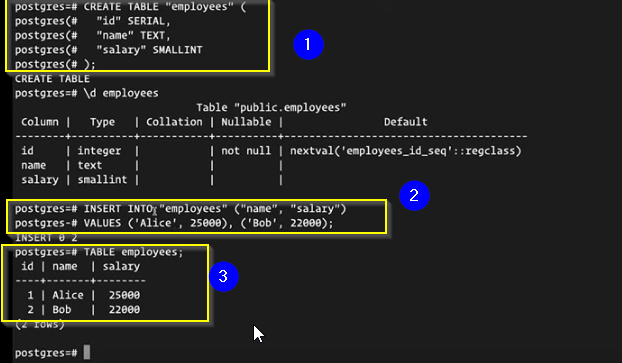 postgres=# CREATE TABLE "employees" (
postgres(#   "id" SERIAL,
postgres(#   "name" TEXT,
postgres(#   "salary" SMALLINT
postgres(# );
1
CREATE TABLE
postgres=# \d employees
Table "public.employees"
Column | Type | Collation | Nullable | Default
--------+----------+-----------+----------+---------------------------------------
id | integer | | not null | nextval('employees_id_seq'::regclass)
name | text | | |
salary | smallint | | |
2
postgres=# INSERT INTO "employees" ("name", "salary")
postgres-# VALUES ('Alice', 25000), ('Bob', 22000);
INSERT 0 2
postgres=# TABLE employees;
3
id | name | salary
----+-------+--------
1 | Alice | 25000
2 | Bob | 22000
(2 rows)
postgres=#